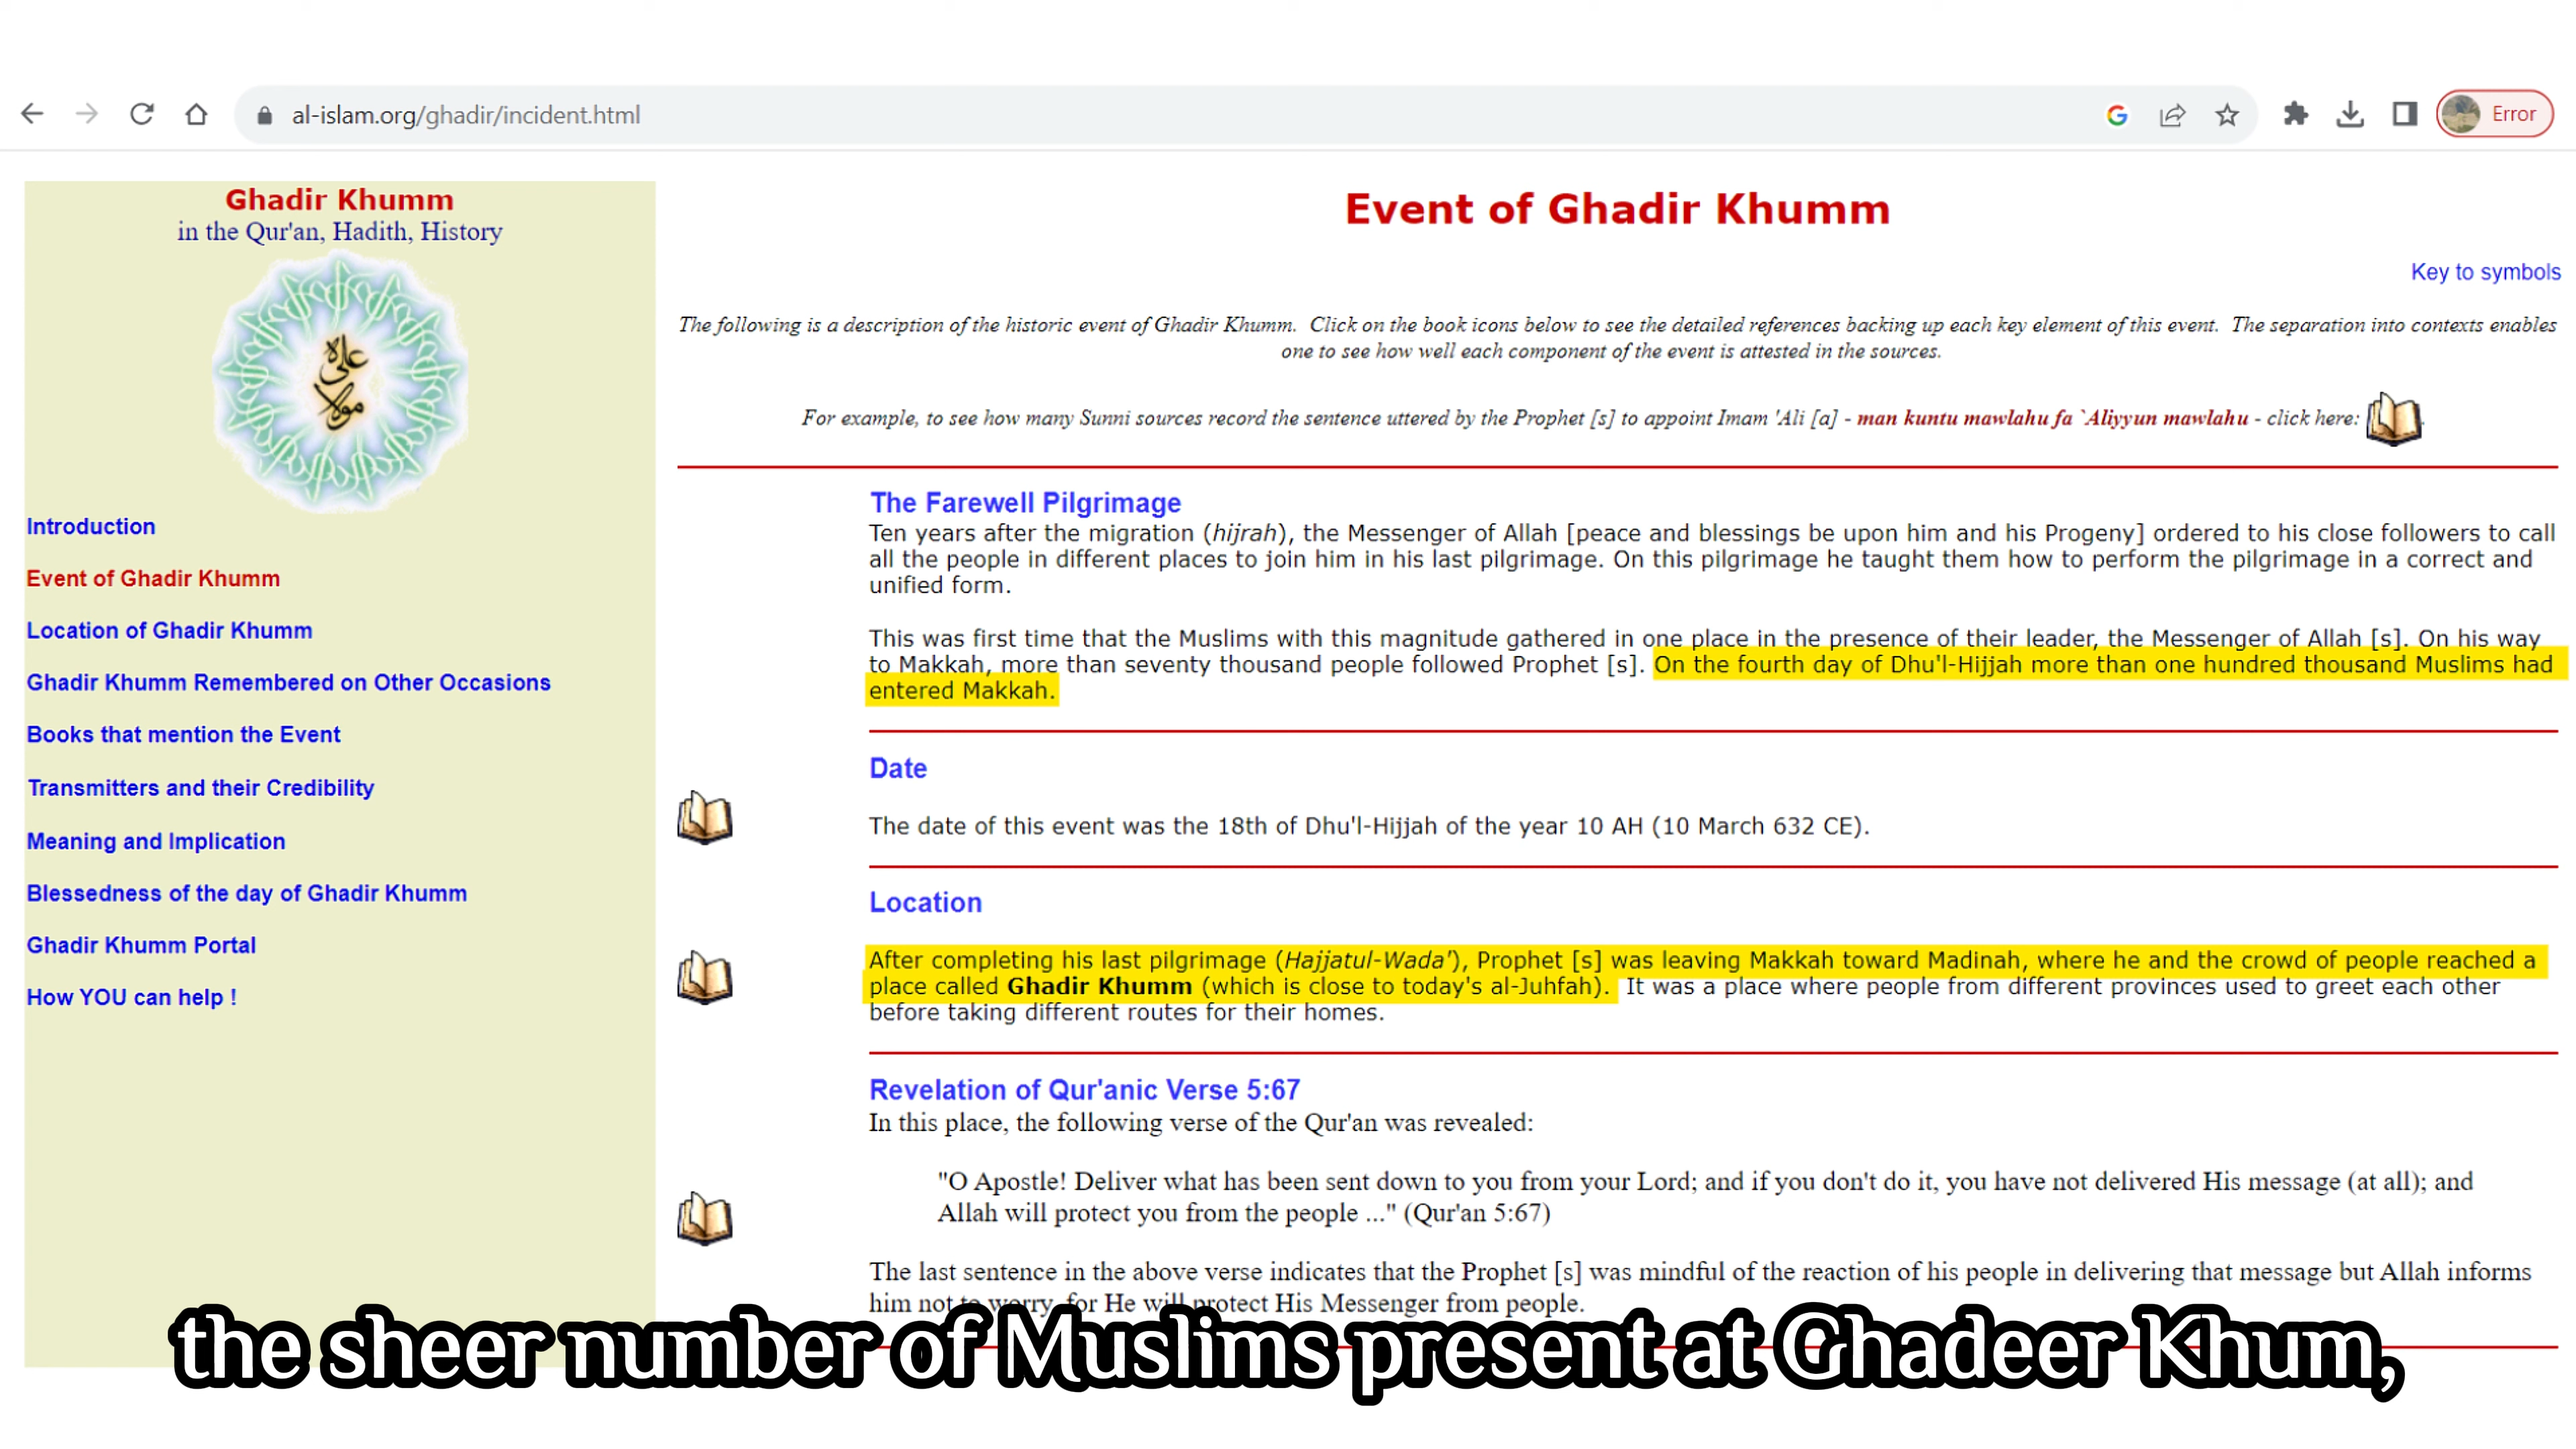 al-islam.org/ghadir/incident.html
Error
Ghadir Khumm
in the Qur'an, Hadith, History
علي
مولاه
Introduction
Event of Ghadir Khumm
Location of Ghadir Khumm
Ghadir Khumm Remembered on Other Occasions
Books that mention the Event
Transmitters and their Credibility
Meaning and Implication
Blessedness of the day of Ghadir Khumm
Ghadir Khumm Portal
How YOU can help !
Event of Ghadir Khumm
Key to symbols
The following is a description of the historic event of Ghadir Khumm. Click on the book icons below to see the detailed references backing up each key element of this event. The separation into contexts enables
one to see how well each component of the event is attested in the sources.
For example, to see how many Sunni sources record the sentence uttered by the Prophet [s] to appoint Imam 'Ali [a] - man kuntu mawlahu fa `Aliyyun mawlahu - click here: .
The Farewell Pilgrimage
Ten years after the migration (hijrah), the Messenger of Allah [peace and blessings be upon him and his Progeny] ordered to his close followers to call
all the people in different places to join him in his last pilgrimage. On this pilgrimage he taught them how to perform the pilgrimage in a correct and
unified form.
This was first time that the Muslims with this magnitude gathered in one place in the presence of their leader, the Messenger of Allah [s]. On his way
to Makkah, more than seventy thousand people followed Prophet [s]. On the fourth day of Dhu'l-Hijjah more than one hundred thousand Muslims had
entered Makkah.
Date
The date of this event was the 18th of Dhu'l-Hijjah of the year 10 AH (10 March 632 CE).
Location
After completing his last pilgrimage (Hajjatul-Wada'), Prophet [s] was leaving Makkah toward Madinah, where he and the crowd of people reached a
place called Ghadir Khumm (which is close to today's al-Juhfah). It was a place where people from different provinces used to greet each other
before taking different routes for their homes.
Revelation of Qur'anic Verse 5:67
In this place, the following verse of the Qur'an was revealed:
"O Apostle! Deliver what has been sent down to you from your Lord; and if you don't do it, you have not delivered His message (at all); and
Allah will protect you from the people ..." (Qur'an 5:67)
The last sentence in the above verse indicates that the Prophet [s] was mindful of the reaction of his people in delivering that message but Allah informs
him not to worry, for He will protect His Messenger from people.
the sheer number of Muslims present at Ghadeer Khum,